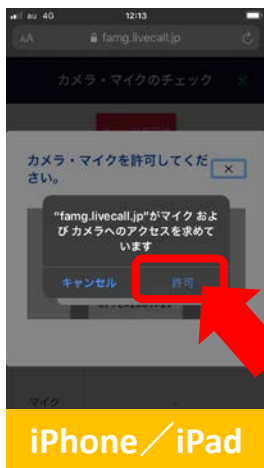 au 4G 12:13
AA famg.livecall.jp
カメラ・マイクのチェック ×
カメラ・マイクを許可してくだ
さい。
×
"famg.livecall.jp"がマイク およ
び カメラへのアクセスを求めて
います
キャンセル 許可
マイク
iPhone／iPad